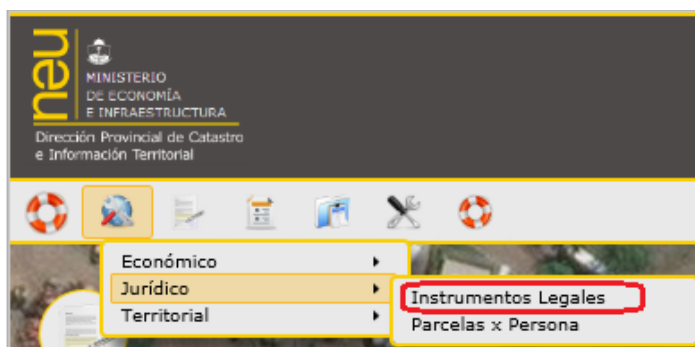 neu
MINISTERIO
DE ECONOMÍA
E INFRAESTRUCTURA
Dirección Provincial de Catastro
e Información Territorial
Económico
Jurídico
Territorial
Instrumentos Legales
Parcelas x Persona